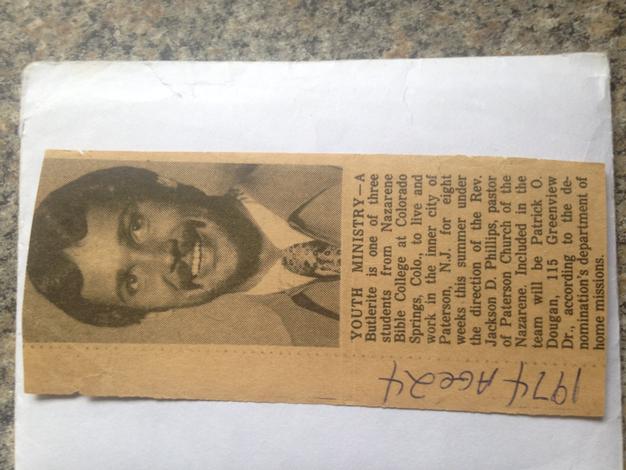 YOUTH MINISTRY—A
Butlerite is one of three
students from Nazarene
Bible College at Colorado
Springs, Colo., to live and
work in the inner city of
Paterson, N.J. for eight
weeks this summer under
the direction of the Rev.
Jackson D. Phillips, pastor
of Paterson Church of the
Nazarene. Included in the
team will be Patrick O.
Dougan, 115 Greenview
Dr., according to the de-
nomination's department of
home missions.
1974 Age 24